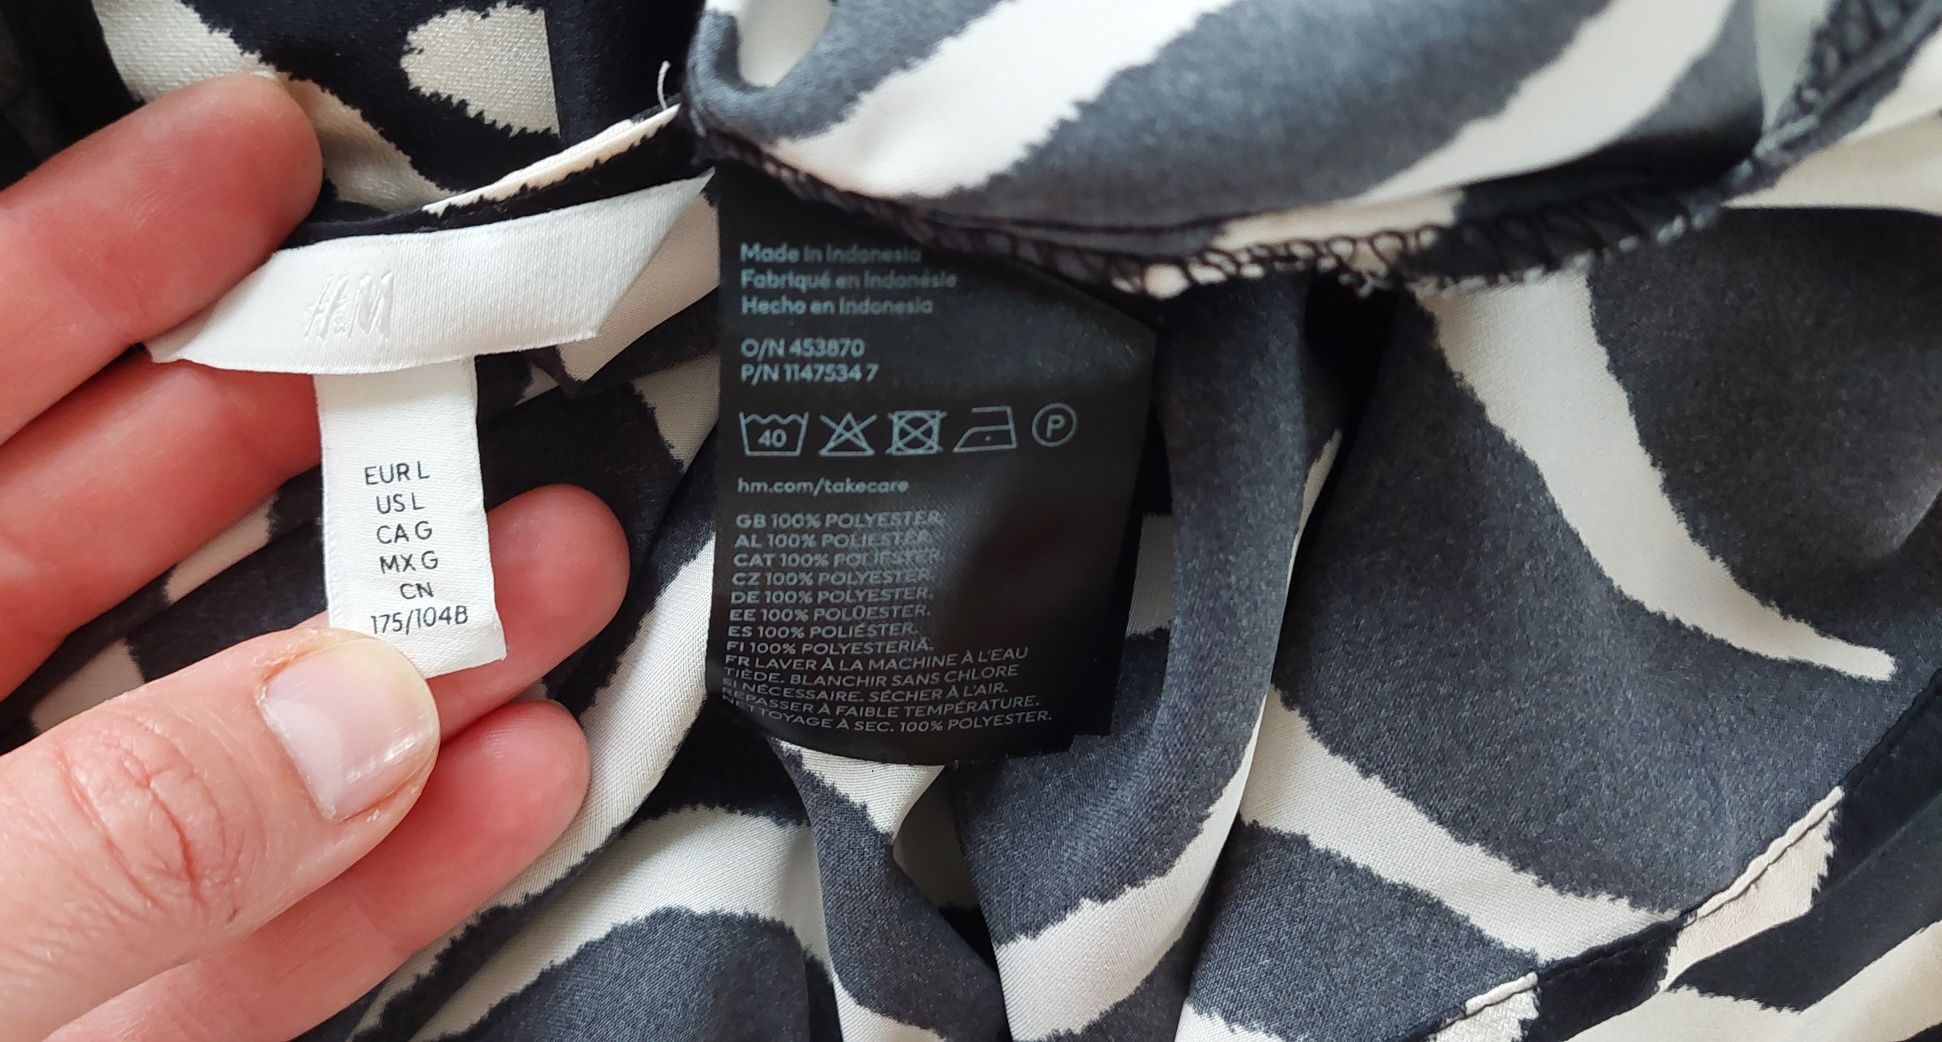 H&M
EUR L
US L
CA G
MX G
CN
175/104B
Made in Indonesia
Fabriqué en Indonésie
Hecho en Indonesia
O/N 453870
P/N 1147534 7
40
P
hm.com/takecare
GB 100% POLYESTER.
AL 100% POLIESTER.
CAT 100% POLIÈSTER.
CZ 100% POLYESTER.
DE 100% POLYESTER.
EE 100% POLÜESTER.
ES 100% POLIÉSTER.
FI 100% POLYESTERIÄ.
FR LAVER À LA MACHINE À L'EAU
TIÈDE. BLANCHIR SANS CHLORE
SI NÉCESSAIRE. SÉCHER À L'AIR.
REPASSER À FAIBLE TEMPÉRATURE.
NETTOYAGE À SEC. 100% POLYESTER.